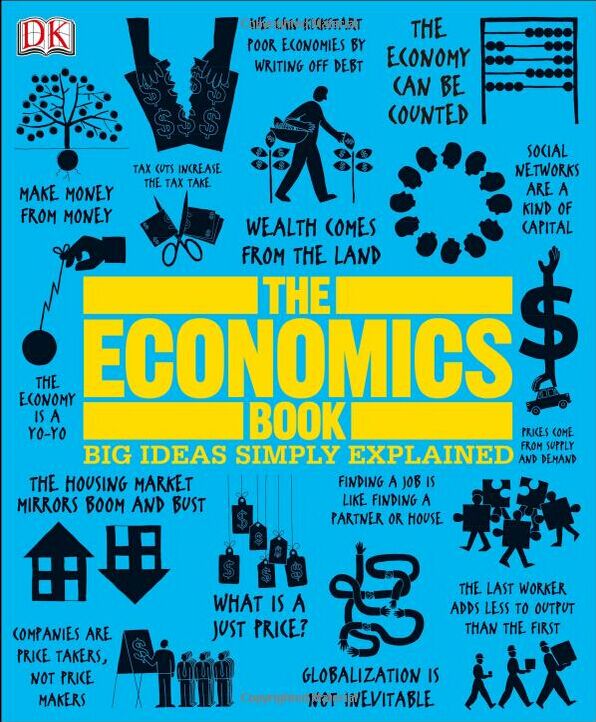 DK
POOR ECONOMIES BY
WRITING OFF DEBT
THE
ECONOMY
CAN BE
COUNTED
TAX CUTS INCREASE
THE TAX TAKE
MAKE MONEY
FROM MONEY
WEALTH COMES
FROM THE LAND
SOCIAL
NETWORKS
ARE A
KIND OF
CAPITAL
THE
ECONOMICS
BOOK
BIG IDEAS SIMPLY EXPLAINED
THE
ECONOMY
IS A
YO-YO
PRICES COME
FROM SUPPLY
AND DEMAND
THE HOUSING MARKET
MIRRORS BOOM AND BUST
FINDING A JOB IS
LIKE FINDING A
PARTNER OR HOUSE
WHAT IS A
JUST PRICE?
THE LAST WORKER
ADDS LESS TO OUTPUT
THAN THE FIRST
COMPANIES ARE
PRICE TAKERS,
NOT PRICE
MAKERS
GLOBALIZATION IS
NOT INEVITABLE
Copyrighted Material